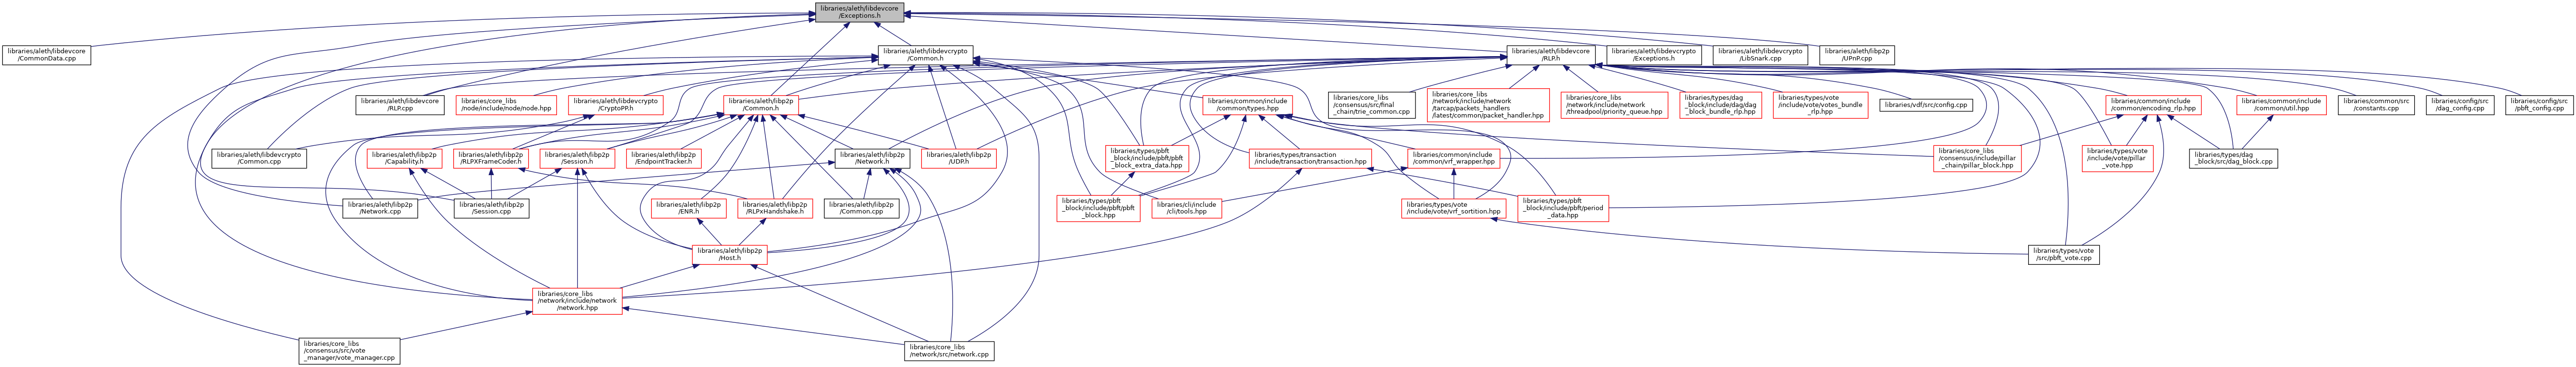 libraries/aleth/libdevcore
/Exceptions.h
libraries/aleth/libdevcore
/CommonData.cpp
libraries/aleth/libdevcrypto
/Common.h
libraries/aleth/libdevcore
/RLP.h
libraries/aleth/libdevcrypto
/Exceptions.h
libraries/aleth/libdevcrypto
/LibSnark.cpp
libraries/aleth/libp2p
/UPnP.cpp
libraries/aleth/libdevcore
/RLP.cpp
libraries/core_libs
/node/include/node/node.hpp
libraries/aleth/libdevcrypto
/CryptoPP.h
libraries/aleth/libp2p
/Common.h
libraries/common/include
/common/types.hpp
libraries/core_libs
/consensus/src/final
_chain/trie_common.cpp
libraries/core_libs
/network/include/network
/tarcap/packets_handlers
/latest/common/packet_handler.hpp
libraries/core_libs
/network/include/network
/threadpool/priority_queue.hpp
libraries/types/dag
_block/include/dag/dag
_block_bundle_rlp.hpp
libraries/types/vote
/include/vote/votes_bundle
_rlp.hpp
libraries/vdf/src/config.cpp
libraries/common/include
/common/encoding_rlp.hpp
libraries/common/include
/common/util.hpp
libraries/common/src
/constants.cpp
libraries/config/src
/dag_config.cpp
libraries/config/src
/pbft_config.cpp
libraries/aleth/libdevcrypto
/Common.cpp
libraries/aleth/libp2p
/Capability.h
libraries/aleth/libp2p
/RLPXFrameCoder.h
libraries/aleth/libp2p
/Session.h
libraries/aleth/libp2p
/EndpointTracker.h
libraries/aleth/libp2p
/Network.h
libraries/aleth/libp2p
/UDP.h
libraries/types/pbft
_block/include/pbft/pbft
_block_extra_data.hpp
libraries/types/transaction
/include/transaction/transaction.hpp
libraries/common/include
/common/vrf_wrapper.hpp
libraries/core_libs
/consensus/include/pillar
_chain/pillar_block.hpp
libraries/types/vote
/include/vote/pillar
_vote.hpp
libraries/types/dag
_block/src/dag_block.cpp
libraries/aleth/libp2p
/Network.cpp
libraries/aleth/libp2p
/Session.cpp
libraries/aleth/libp2p
/ENR.h
libraries/aleth/libp2p
/RLPxHandshake.h
libraries/aleth/libp2p
/Common.cpp
libraries/types/pbft
_block/include/pbft/pbft
_block.hpp
libraries/cli/include
/cli/tools.hpp
libraries/types/vote
/include/vote/vrf_sortition.hpp
libraries/types/pbft
_block/include/pbft/period
_data.hpp
libraries/aleth/libp2p
/Host.h
libraries/types/vote
/src/pbft_vote.cpp
libraries/core_libs
/network/include/network
/network.hpp
libraries/core_libs
/consensus/src/vote
_manager/vote_manager.cpp
libraries/core_libs
/network/src/network.cpp